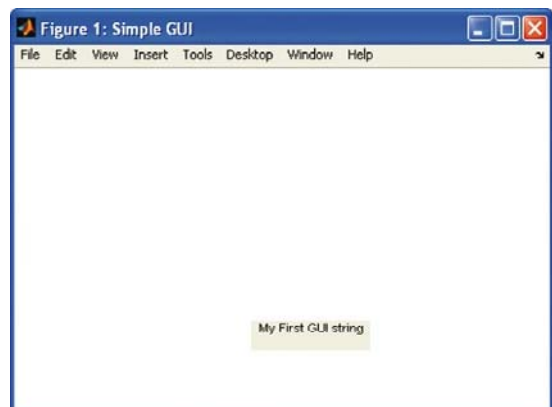 Figure 1: Simple GUI
File Edit View Insert Tools Desktop Window Help
My First GUI string